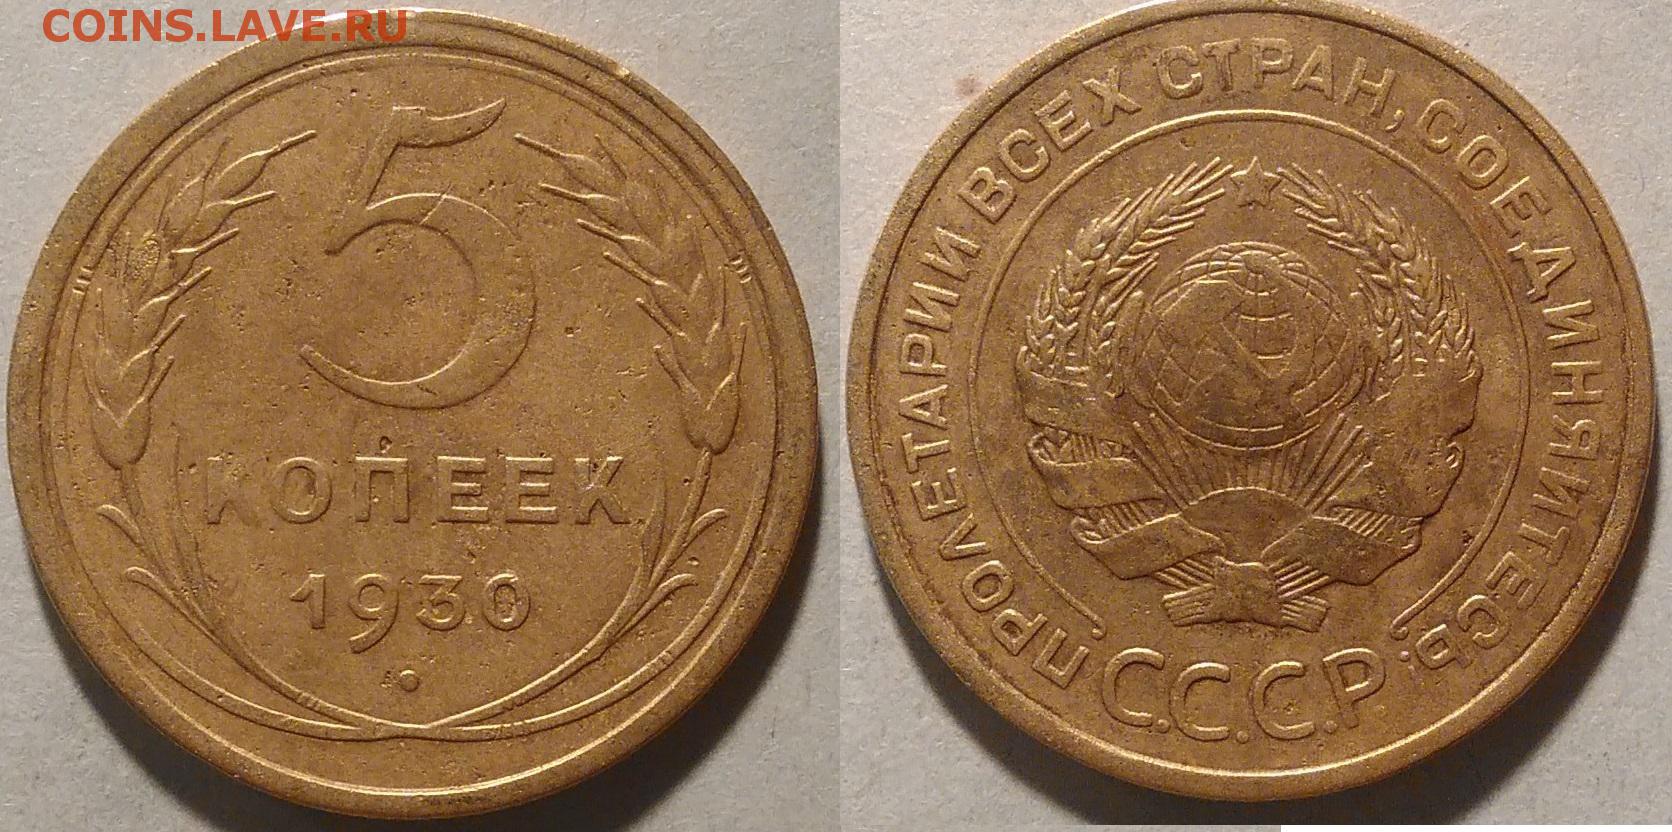 COINS.LAVE.RU
5
КОПЕЕК
1930
ПРОЛЕТАРИИ ВСЕХ СТРАН, СОЕДИНЯЙТЕСЬ!
С.С.С.Р.